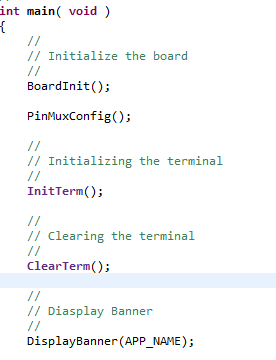 int main( void )
{
//
// Initialize the board
//
BoardInit();
PinMuxConfig();
//
// Initializing the terminal
//
InitTerm();
//
// Clearing the terminal
//
ClearTerm();
//
// Diasplay Banner
//
DisplayBanner(APP_NAME);